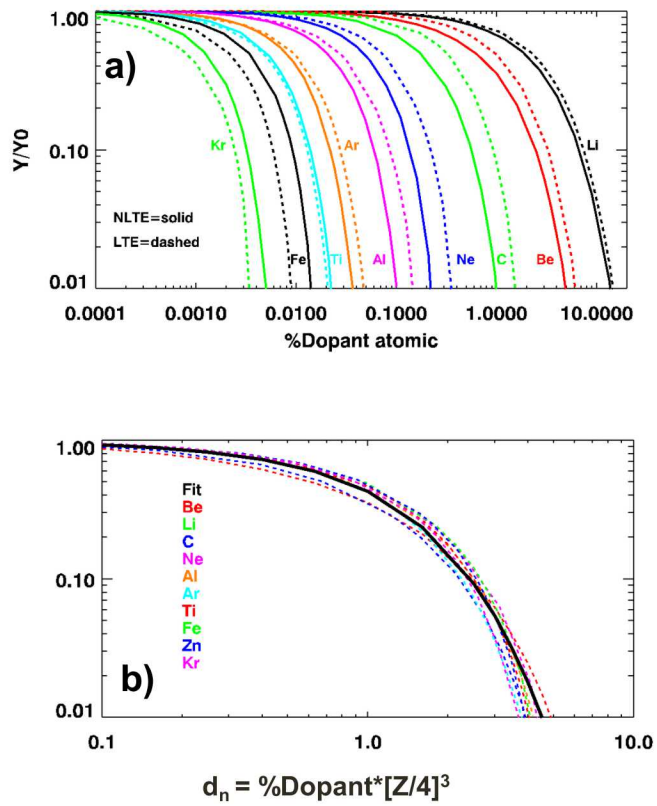 1.00
a)
Kr
Ar
Li
Y/Y0
0.10
NLTE=solid
LTE=dashed
Fe
Ti
Al
Ne
C
Be
0.01
0.0001
0.0010
0.0100
0.1000
1.0000
10.0000
%Dopant atomic
1.00
Fit
Be
Li
C
Ne
0.10
Al
Ar
Ti
Fe
Zn
b)
Kr
0.01
0.1
1.0
10.0
dₙ = %Dopant*[Z/4]³